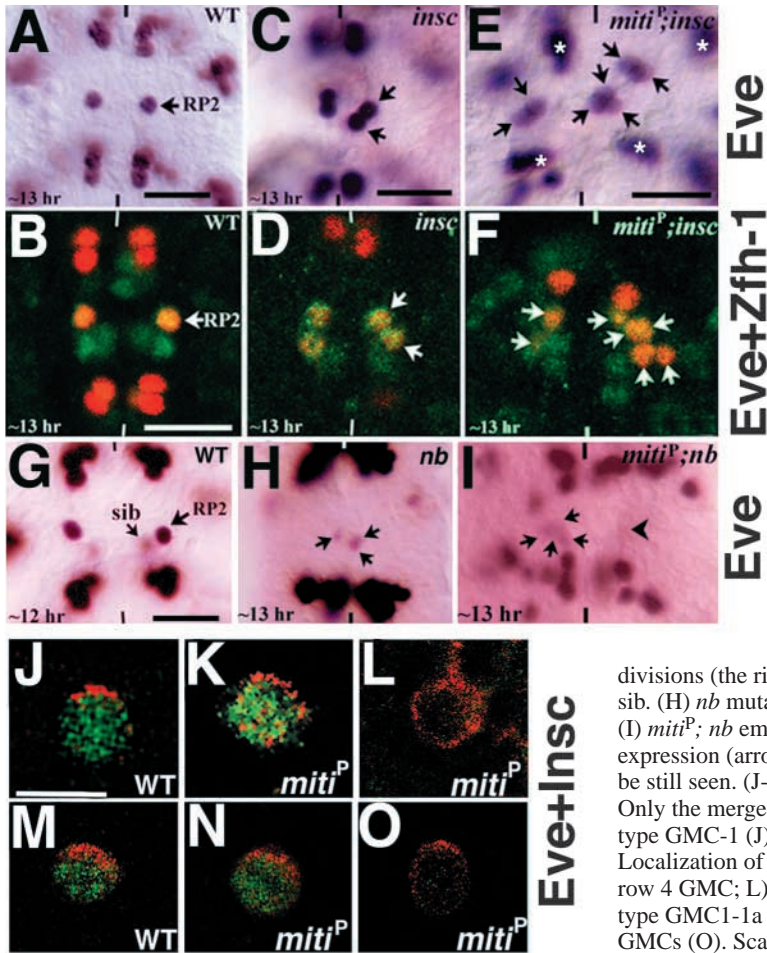 A WT
RP2
~13 hr
C insc
~13 hr
E miti^P;insc
* * * *
~13 hr
Eve
B WT
RP2
~13 hr
D insc
~13 hr
F miti^P;insc
~13 hr
Eve+Zfh-1
G WT
sib RP2
~12 hr
H nb
~13 hr
I miti^P;nb
~13 hr
Eve
J WT
K miti^P
L miti^P
M WT
N miti^P
O miti^P
Eve+Insc
divisions (the ri
sib. (H) nb muta
(I) miti^P; nb em
expression (arro
be still seen. (J-
Only the merge
type GMC-1 (J)
Localization of
row 4 GMC; L)
type GMC1-1a
GMCs (O). Sca